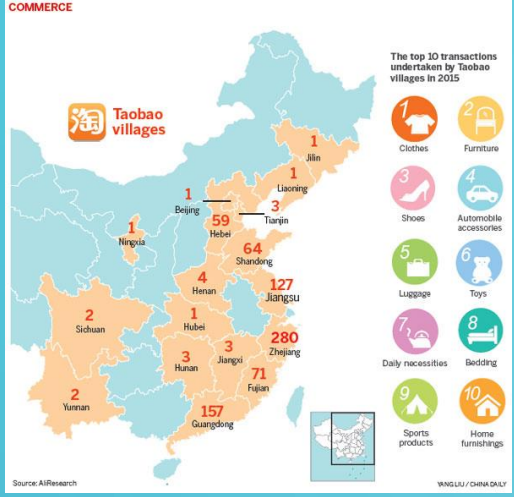 COMMERCE
淘
Taobao
villages
1
Jilin
1
Liaoning
1
Beijing
3
Tianjin
59
Hebei
1
Ningxia
64
Shandong
4
Henan
127
Jiangsu
2
Sichuan
1
Hubei
280
Zhejiang
3
Hunan
3
Jiangxi
71
Fujian
2
Yunnan
157
Guangdong
The top 10 transactions
undertaken by Taobao
villages in 2015
1
Clothes
2
Furniture
3
Shoes
4
Automobile
accessories
5
Luggage
6
Toys
7
Daily necessities
8
Bedding
9
Sports
products
10
Home
furnishings
Source: AliResearch
YANG LIU / CHINA DAILY